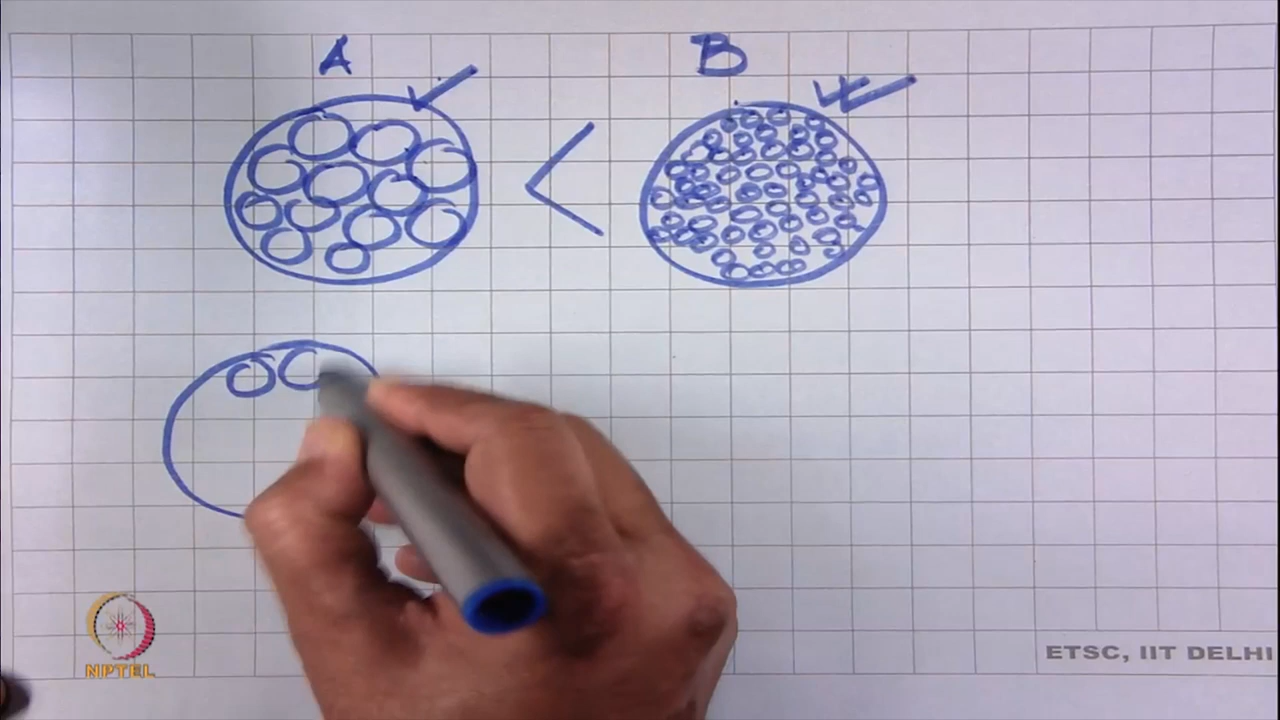 A B
<
NPTEL
ETSC, IIT DELHI